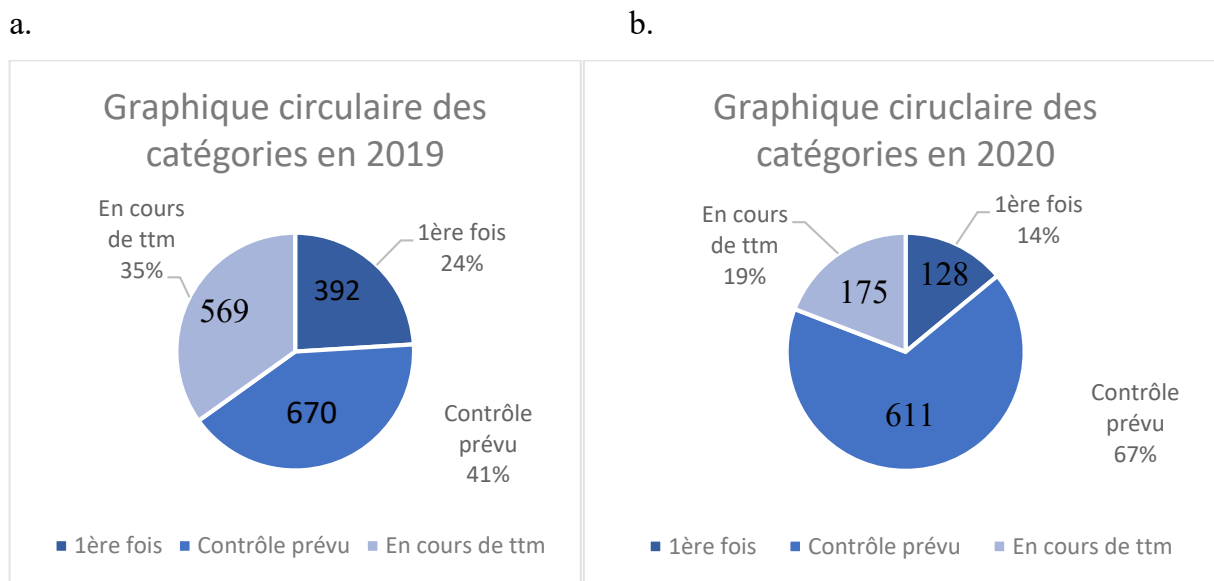 a.
b.
Graphique circulaire des
catégories en 2019
En cours
de ttm
35%
1ère fois
24%
392
569
670
Contrôle
prévu
41%
1ère fois
Contrôle prévu
En cours de ttm
Graphique ciruclaire des
catégories en 2020
En cours
de ttm
19%
1ère fois
14%
175
128
611
Contrôle
prévu
67%
1ère fois
Contrôle prévu
En cours de ttm